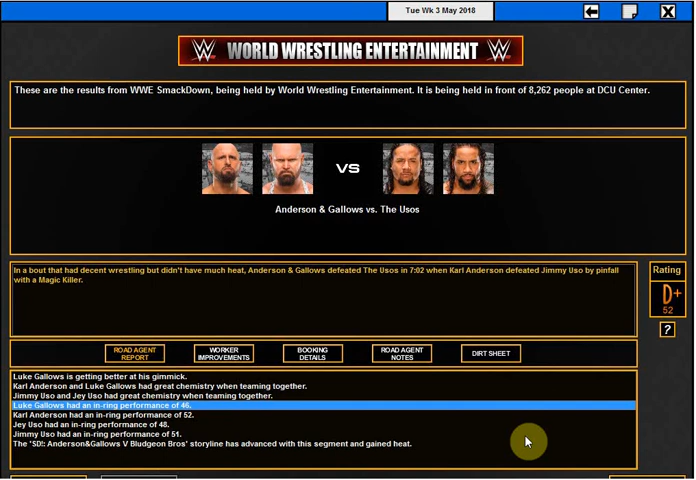 Tue Wk 3 May 2018
WORLD WRESTLING ENTERTAINMENT
These are the results from WWE SmackDown, being held by World Wrestling Entertainment. It is being held in front of 8,262 people at DCU Center.
VS
Anderson & Gallows vs. The Usos
In a bout that had decent wrestling but didn't have much heat, Anderson & Gallows defeated The Usos in 7:02 when Karl Anderson defeated Jimmy Uso by pinfall
with a Magic Killer.
Rating
D+
52
?
ROAD AGENT
REPORT
WORKER
IMPROVEMENTS
BOOKING
DETAILS
ROAD AGENT
NOTES
DIRT SHEET
Luke Gallows is getting better at his gimmick.
Karl Anderson and Luke Gallows had great chemistry when teaming together.
Jimmy Uso and Jey Uso had great chemistry when teaming together.
Luke Gallows had an in-ring performance of 46.
Karl Anderson had an in-ring performance of 52.
Jey Uso had an in-ring performance of 48.
Jimmy Uso had an in-ring performance of 51.
The 'SD!: Anderson&Gallows V Bludgeon Bros' storyline has advanced with this segment and gained heat.